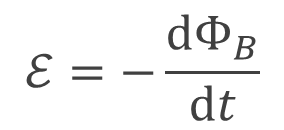 ℰ = − dΦ_B/dt